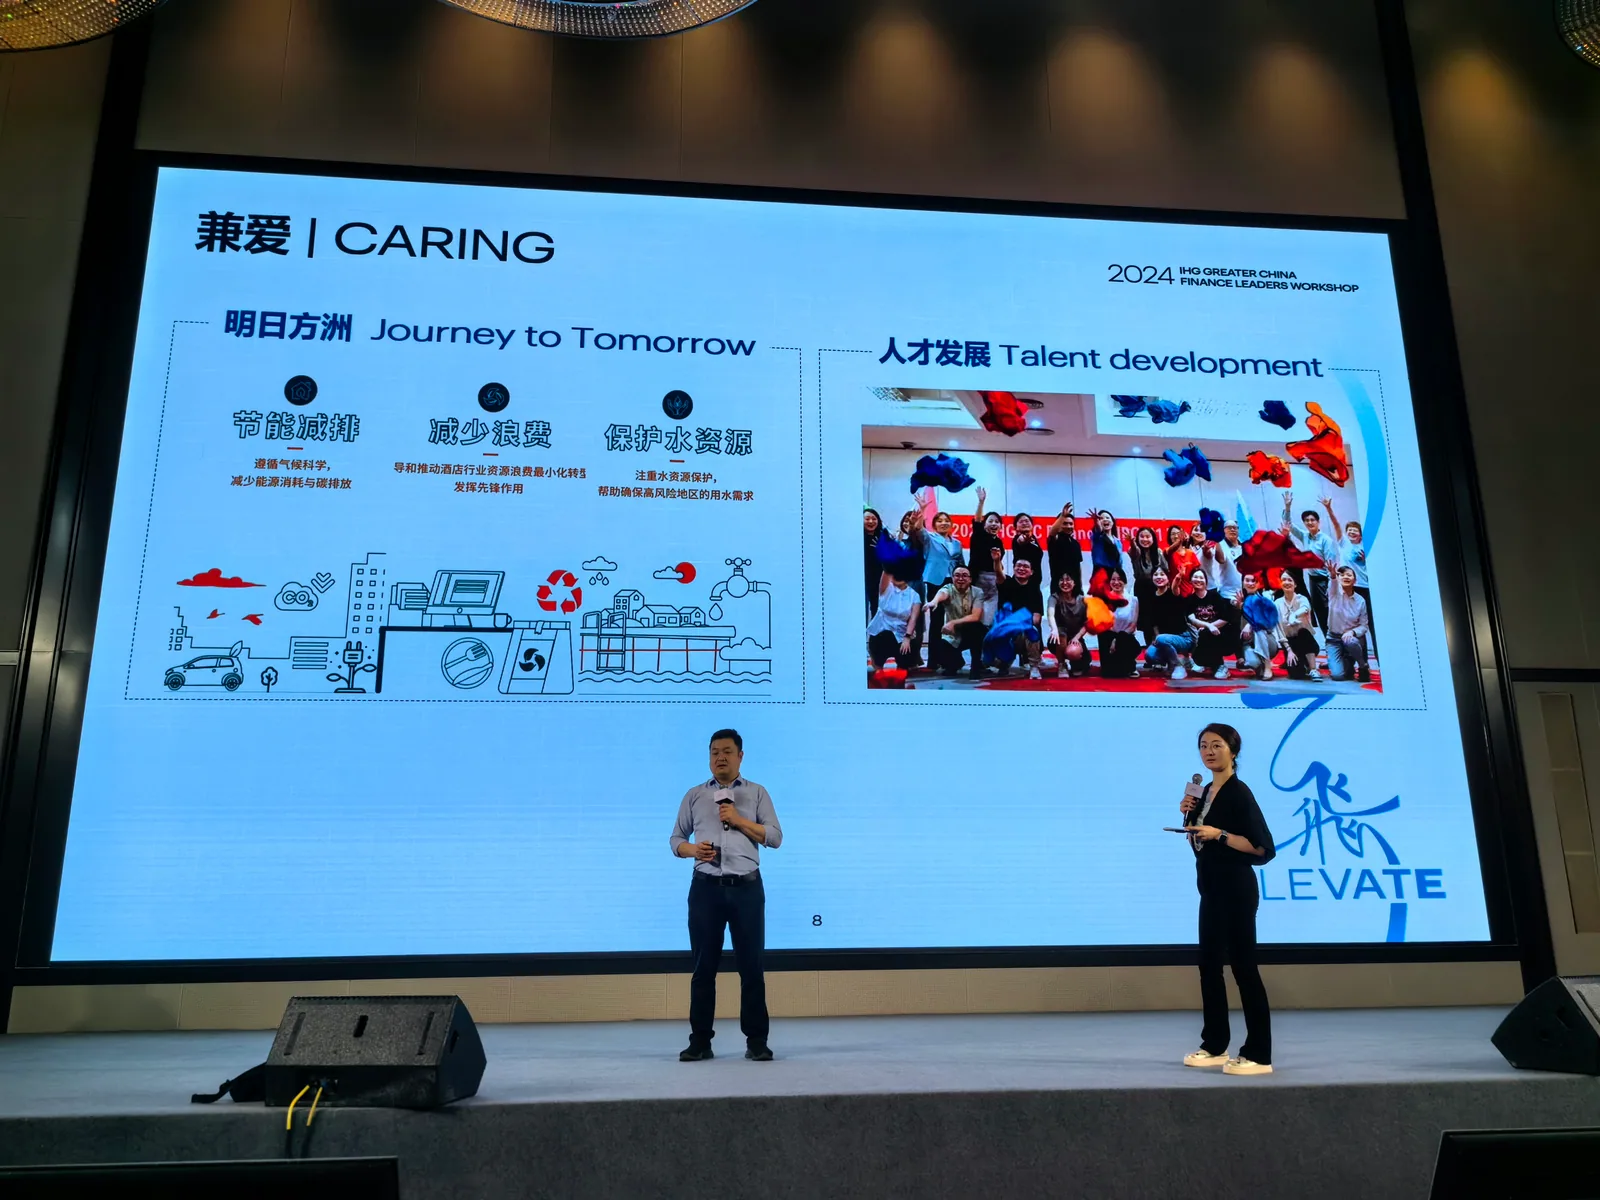 兼爱 | CARING
2024 IHG GREATER CHINA
FINANCE LEADERS WORKSHOP
明日方洲 Journey to Tomorrow
节能减排
遵循气候科学，
减少能源消耗与碳排放
减少浪费
导和推动酒店行业资源浪费最小化转型
发挥先锋作用
保护水资源
注重水资源保护，
帮助确保高风险地区的用水需求
CO2
人才发展 Talent development
飛
LEVATE
8